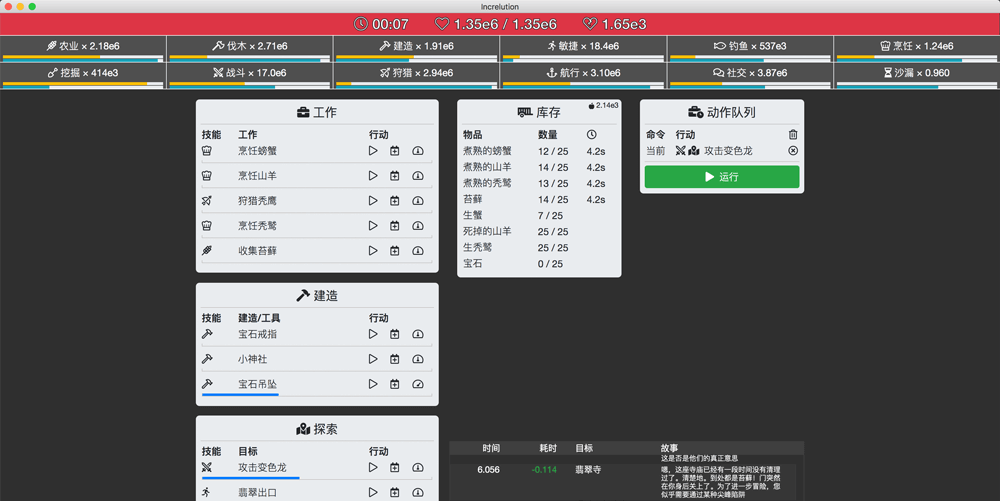 Increlution
00:07 1.35e6 / 1.35e6 1.65e3
农业 × 2.18e6 伐木 × 2.71e6 建造 × 1.91e6 敏捷 × 18.4e6 钓鱼 × 537e3 烹饪 × 1.24e6
挖掘 × 414e3 战斗 × 17.0e6 狩猎 × 2.94e6 航行 × 3.10e6 社交 × 3.87e6 沙漏 × 0.960
工作
技能 工作 行动
烹饪螃蟹
烹饪山羊
狩猎秃鹰
烹饪秃鹫
收集苔藓
建造
技能 建造/工具 行动
宝石戒指
小神社
宝石吊坠
探索
技能 目标 行动
攻击变色龙
翡翠出口
库存 2.14e3
物品 数量
煮熟的螃蟹 12 / 25 4.2s
煮熟的山羊 14 / 25 4.2s
煮熟的秃鹫 13 / 25 4.2s
苔藓 14 / 25 4.2s
生蟹 7 / 25
死掉的山羊 25 / 25
生秃鹫 25 / 25
宝石 0 / 25
动作队列
命令 行动
当前 攻击变色龙
运行
时间 耗时 目标 故事
这是否是他们的真正意思
6.056 -0.114 翡翠寺 嗯，这座寺庙已经有一段时间没有清理
过了。清楚地。到处都是苔藓！门突然
在你身后关上了。为了进一步冒险，您
似乎需要通过某种尖峰陷阱